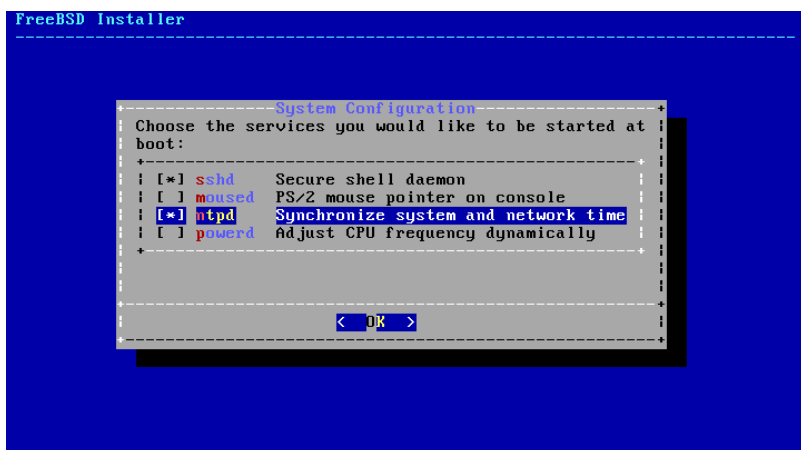 FreeBSD Installer
System Configuration
Choose the services you would like to be started at
boot:
[*] sshd Secure shell daemon
[ ] moused PS/2 mouse pointer on console
[*] ntpd Synchronize system and network time
[ ] powerd Adjust CPU frequency dynamically
< OK >